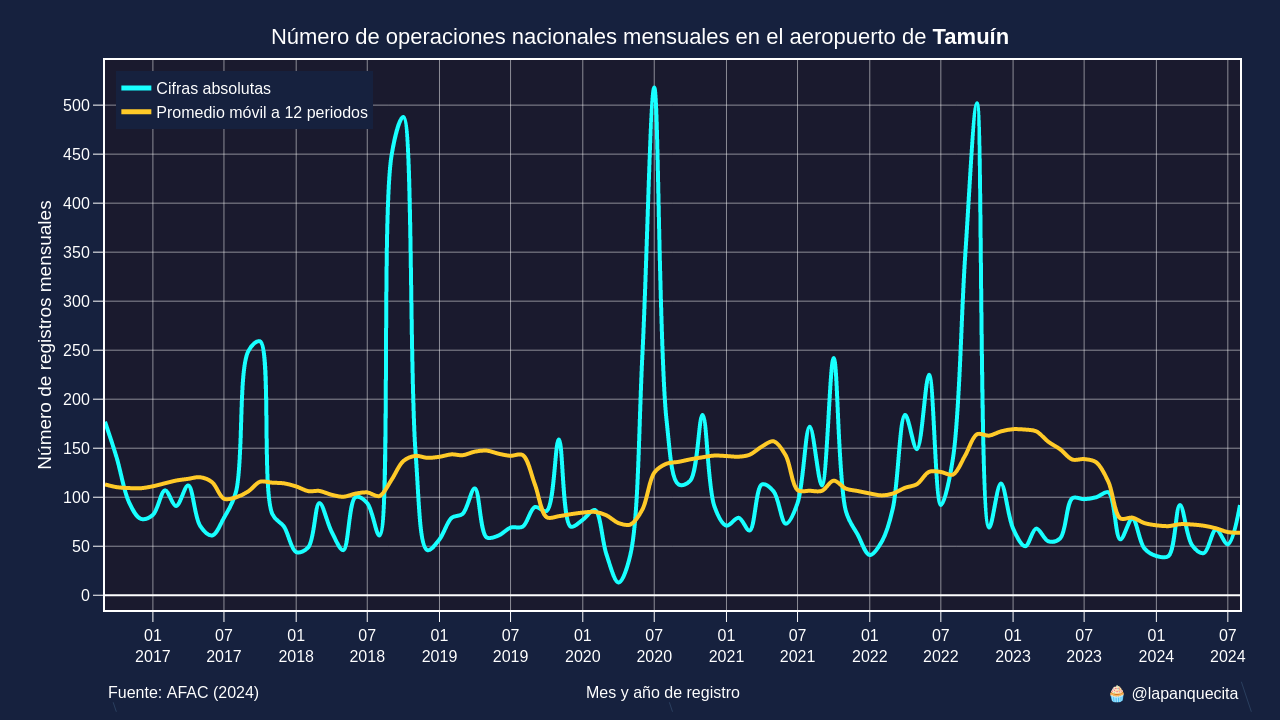 Número de operaciones nacionales mensuales en el aeropuerto de Tamuín
Cifras absolutas
Promedio móvil a 12 periodos
Número de registros mensuales
500
450
400
350
300
250
200
150
100
50
0
01 07 01 07 01 07 01 07 01 07 01 07 01 07 01 07
2017 2017 2018 2018 2019 2019 2020 2020 2021 2021 2022 2022 2023 2023 2024 2024
Fuente: AFAC (2024)
Mes y año de registro
🧁 @lapanquecita